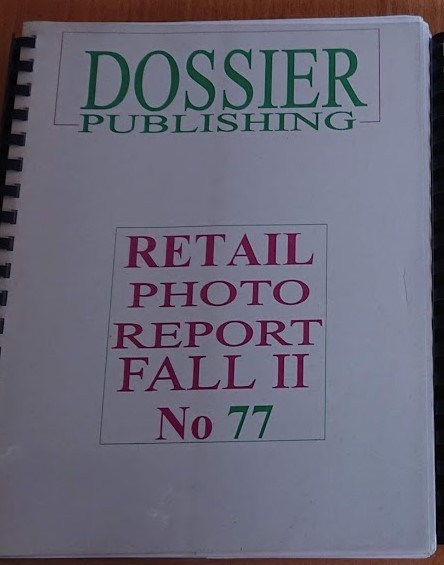 DOSSIER
PUBLISHING
RETAIL
PHOTO
REPORT
FALL II
No 77